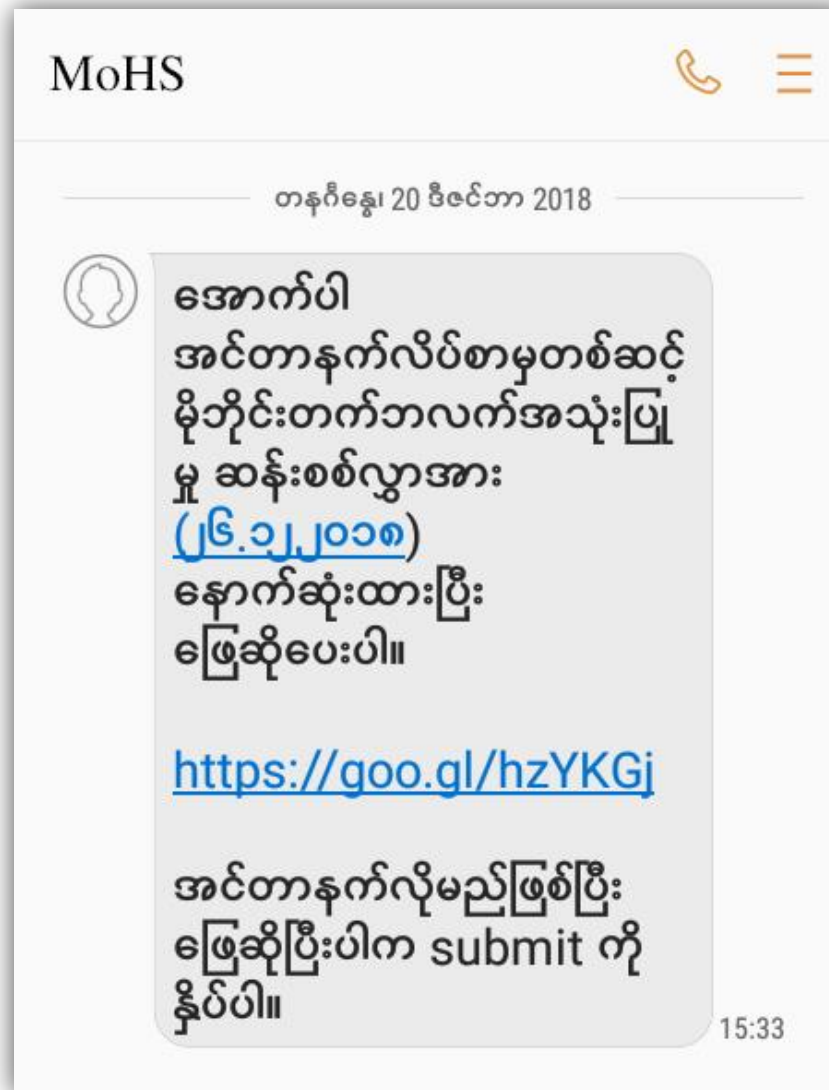 MoHS
တနင်္ဂနွေ၊ 20 ဒီဇင်ဘာ 2018
အောက်ပါ
အင်တာနက်လိပ်စာမှတစ်ဆင့်
မိုဘိုင်းတက်ဘလက်အသုံးပြု
မှု ဆန်းစစ်လွှာအား
(၂၆.၁၂၂၀၁၈)
နောက်ဆုံးထားပြီး
ဖြေဆိုပေးပါ။
https://goo.gl/hzYKGj
အင်တာနက်လိုမည်ဖြစ်ပြီး
ဖြေဆိုပြီးပါက submit ကို
နှိပ်ပါ။
15:33